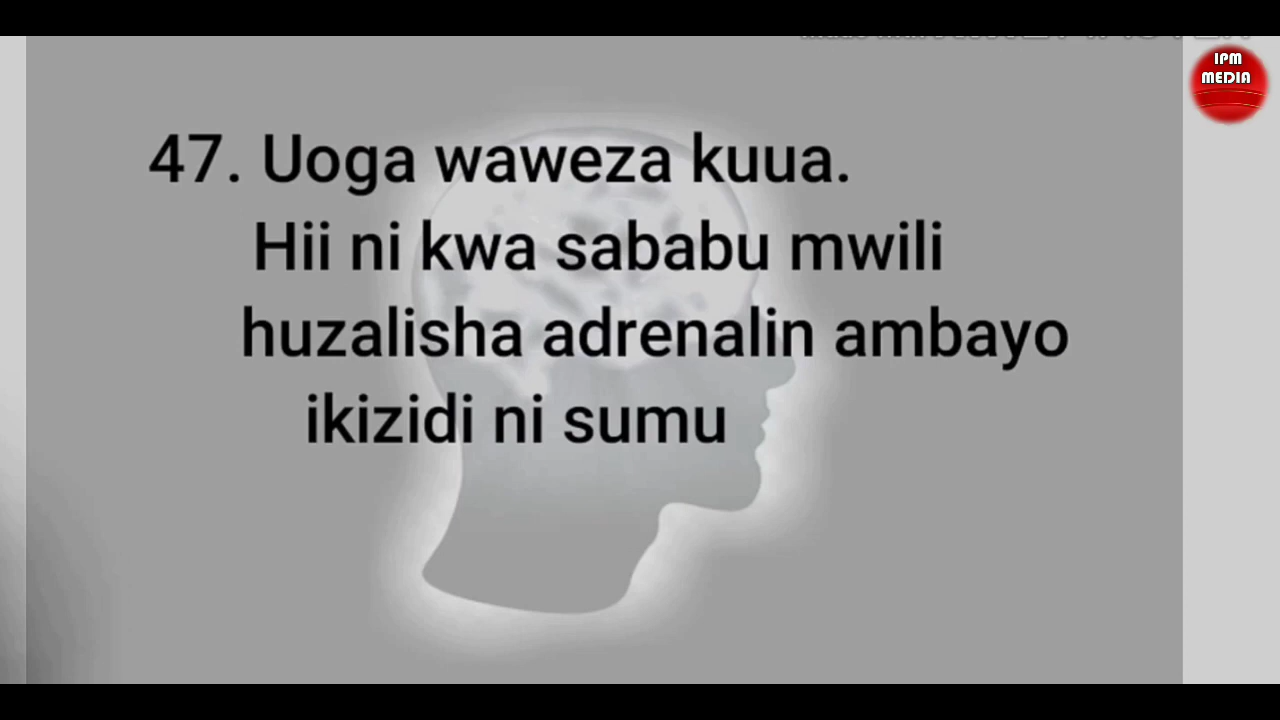 IPM
MEDIA
47. Uoga waweza kuua.
Hii ni kwa sababu mwili
huzalisha adrenalin ambayo
ikizidi ni sumu